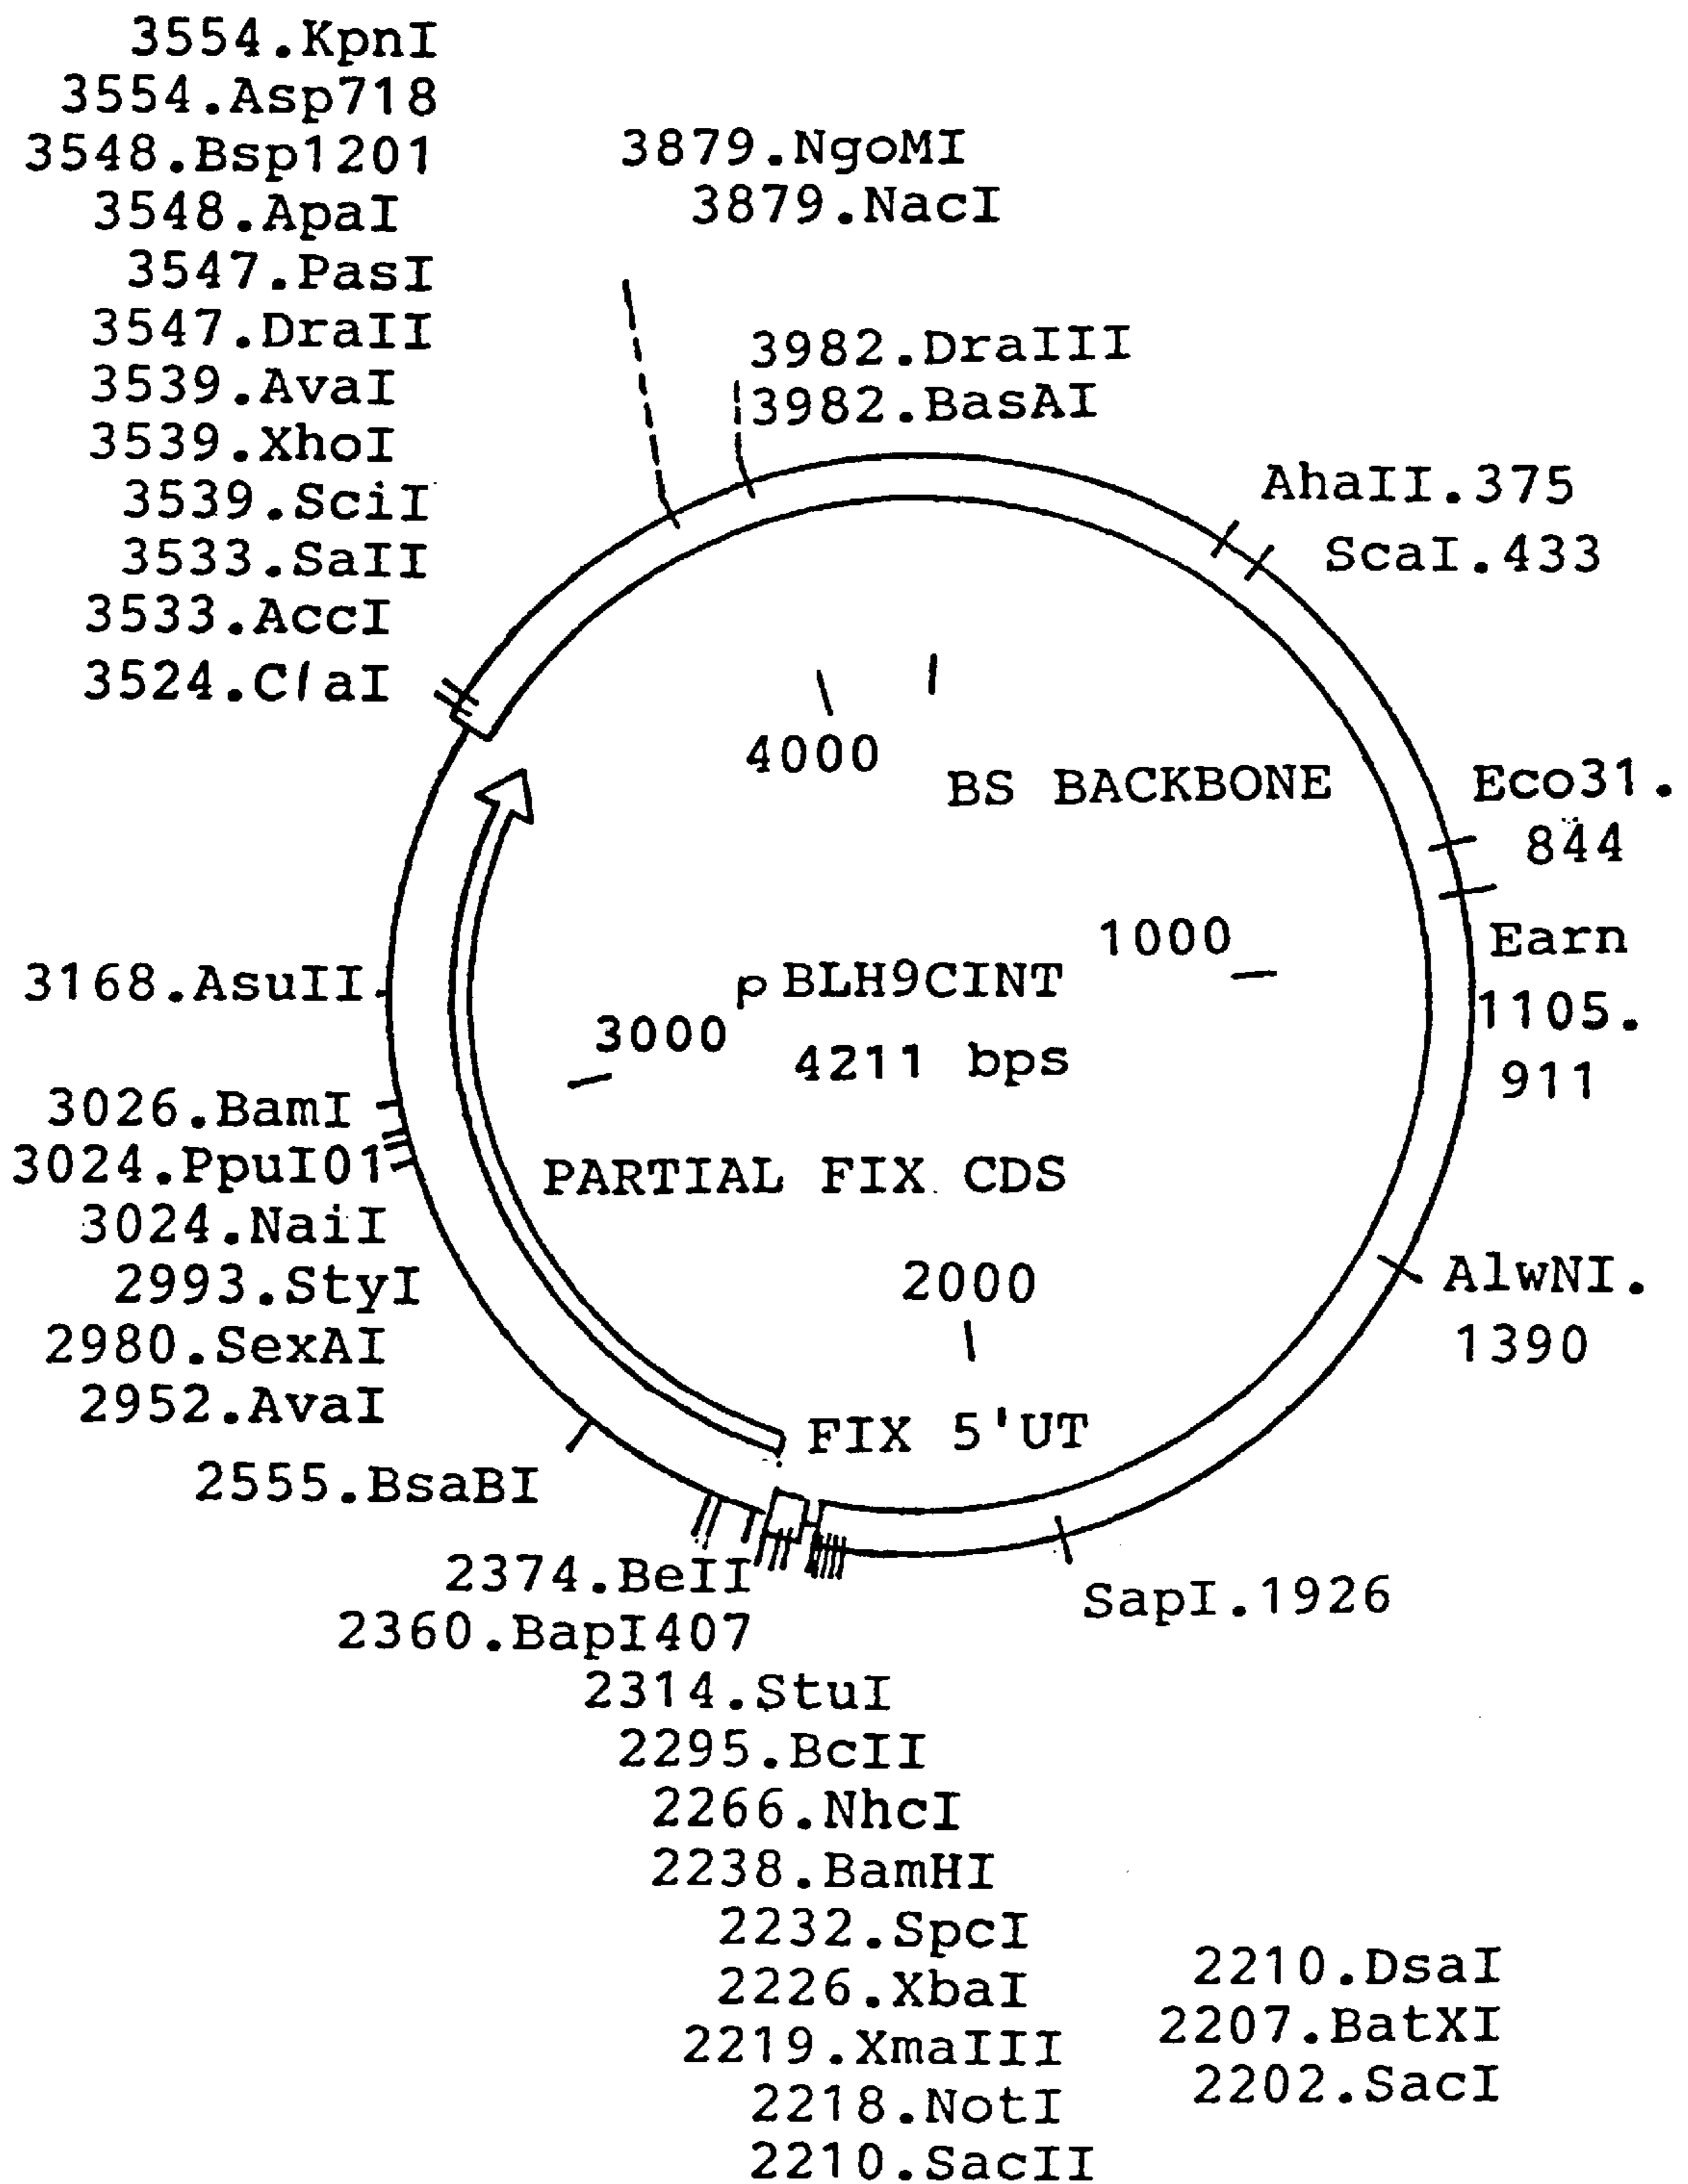 3554.KpnI
3554.Asp718
3548.Bsp1201
3548.ApaI
3547.PasI
3547.DraII
3539.AvaI
3539.XhoI
3539.SciI
3533.SaII
3533.AccI
3524.ClaI
3879.NgoMI
3879.NacI
3982.DraIII
3982.BasAI
AhaII.375
ScaI.433
Eco31.
844
Earn
1105.
911
AlwNI.
1390
SapI.1926
4000
BS BACKBONE
1000
pBLH9CINT
4211 bps
3000
PARTIAL FIX CDS
2000
FIX 5'UT
3168.AsuII
3026.BamI
3024.PpuI01
3024.NaiI
2993.StyI
2980.SexAI
2952.AvaI
2555.BsaBI
2374.BeII
2360.BapI407
2314.StuI
2295.BcII
2266.NhcI
2238.BamHI
2232.SpcI
2226.XbaI
2219.XmaIII
2218.NotI
2210.SacII
2210.DsaI
2207.BatXI
2202.SacI